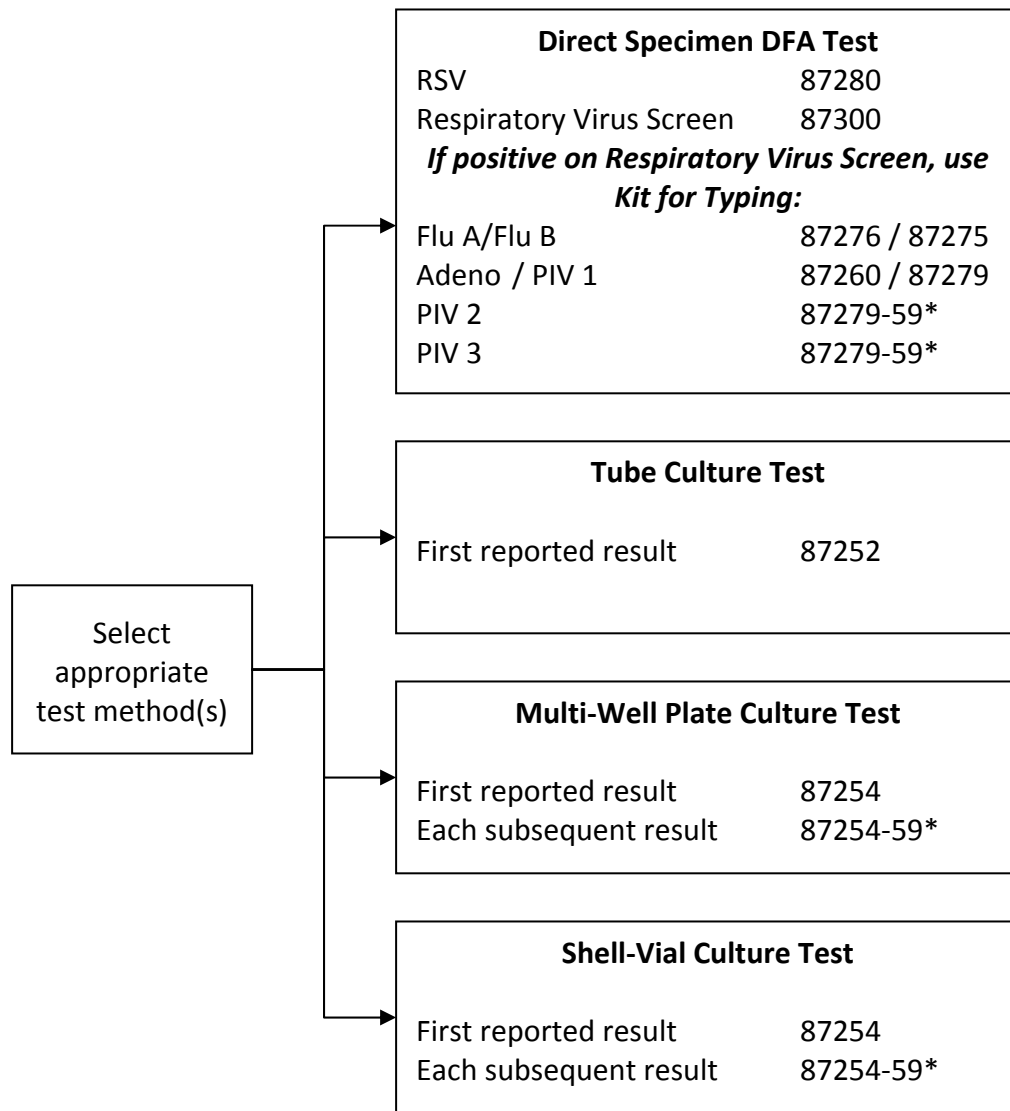 Direct Specimen DFA Test
RSV 87280
Respiratory Virus Screen 87300
If positive on Respiratory Virus Screen, use
Kit for Typing:
Flu A/Flu B 87276 / 87275
Adeno / PIV 1 87260 / 87279
PIV 2 87279-59*
PIV 3 87279-59*
Tube Culture Test
First reported result 87252
Select
appropriate
test method(s)
Multi-Well Plate Culture Test
First reported result 87254
Each subsequent result 87254-59*
Shell-Vial Culture Test
First reported result 87254
Each subsequent result 87254-59*